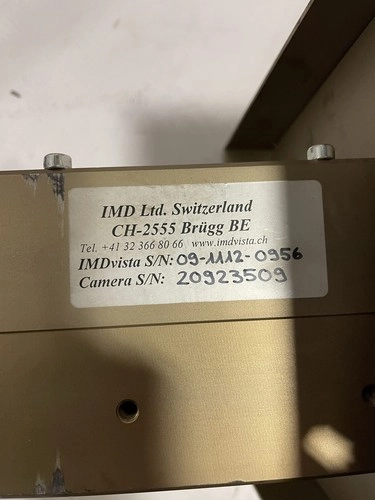 IMD Ltd. Switzerland
CH-2555 Brügg BE
Tel. +41 32 366 80 66 www.imdvista.ch
IMDvista S/N: 09-1112-0956
Camera S/N: 20923509